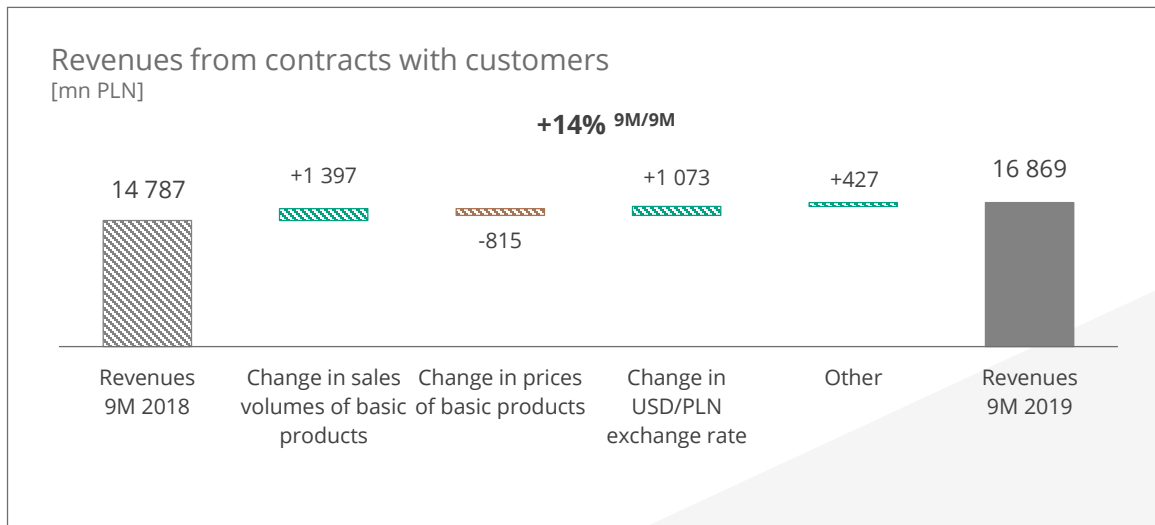 Revenues from contracts with customers
[mn PLN]
+14% 9M/9M
14 787
+1 397
-815
+1 073
+427
16 869
Revenues
9M 2018
Change in sales
volumes of basic
products
Change in prices
of basic products
Change in
USD/PLN
exchange rate
Other
Revenues
9M 2019